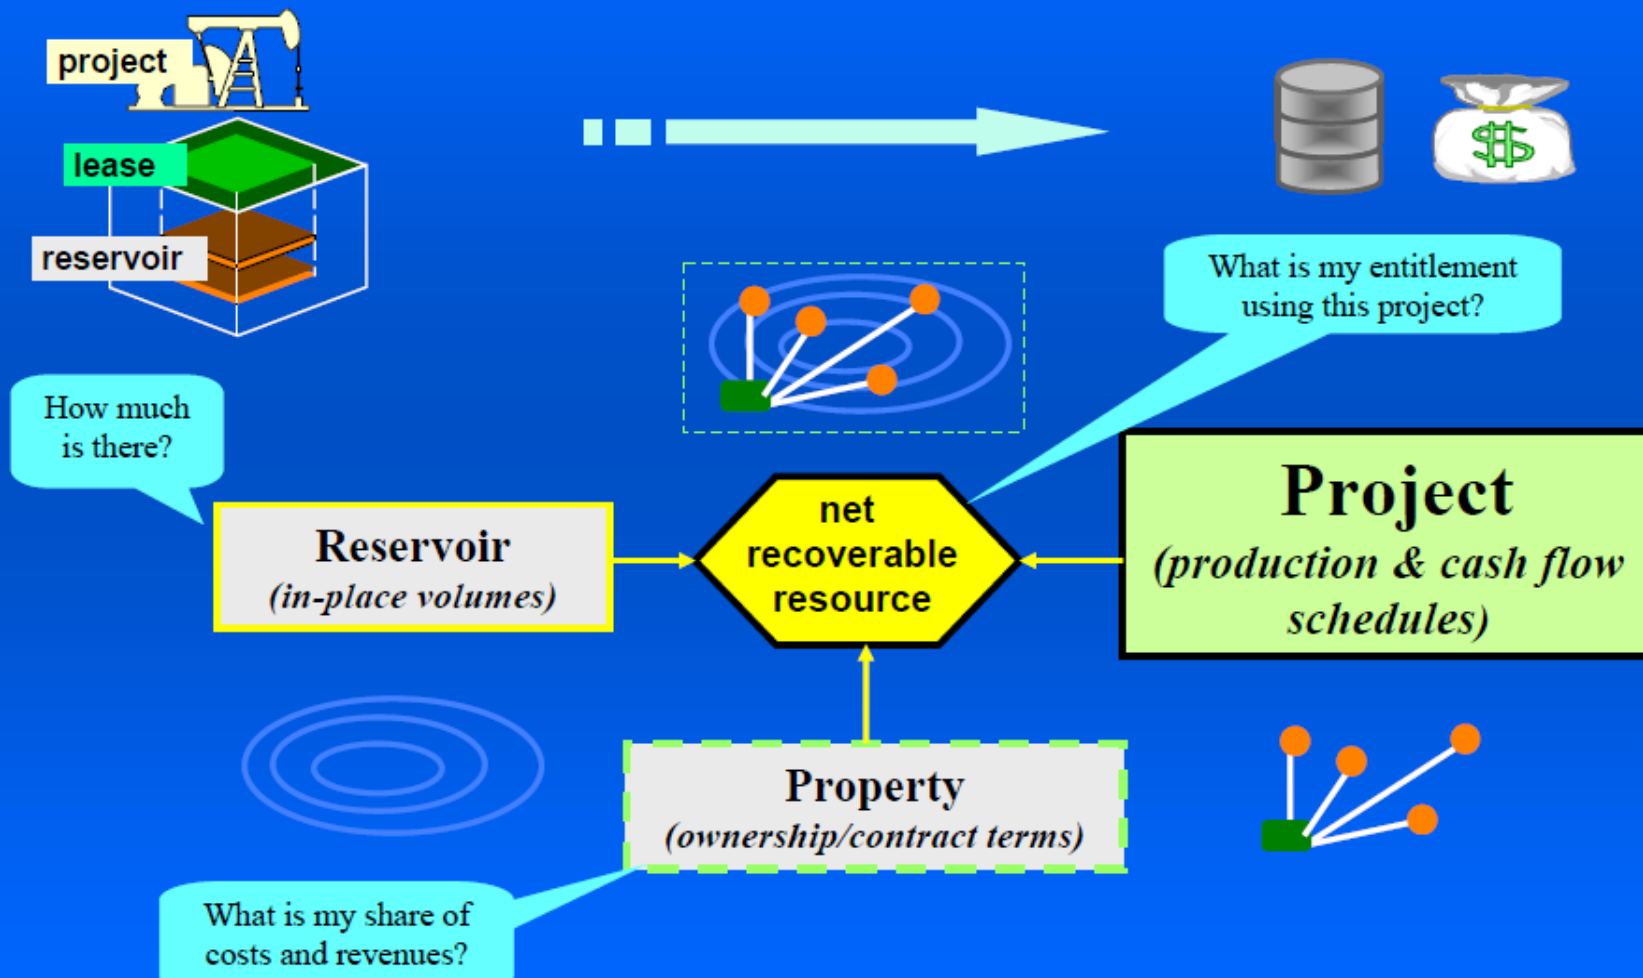 project
lease
reservoir
What is my entitlement
using this project?
How much
is there?
Reservoir
(in-place volumes)
net
recoverable
resource
Project
(production & cash flow
schedules)
Property
(ownership/contract terms)
What is my share of
costs and revenues?
$